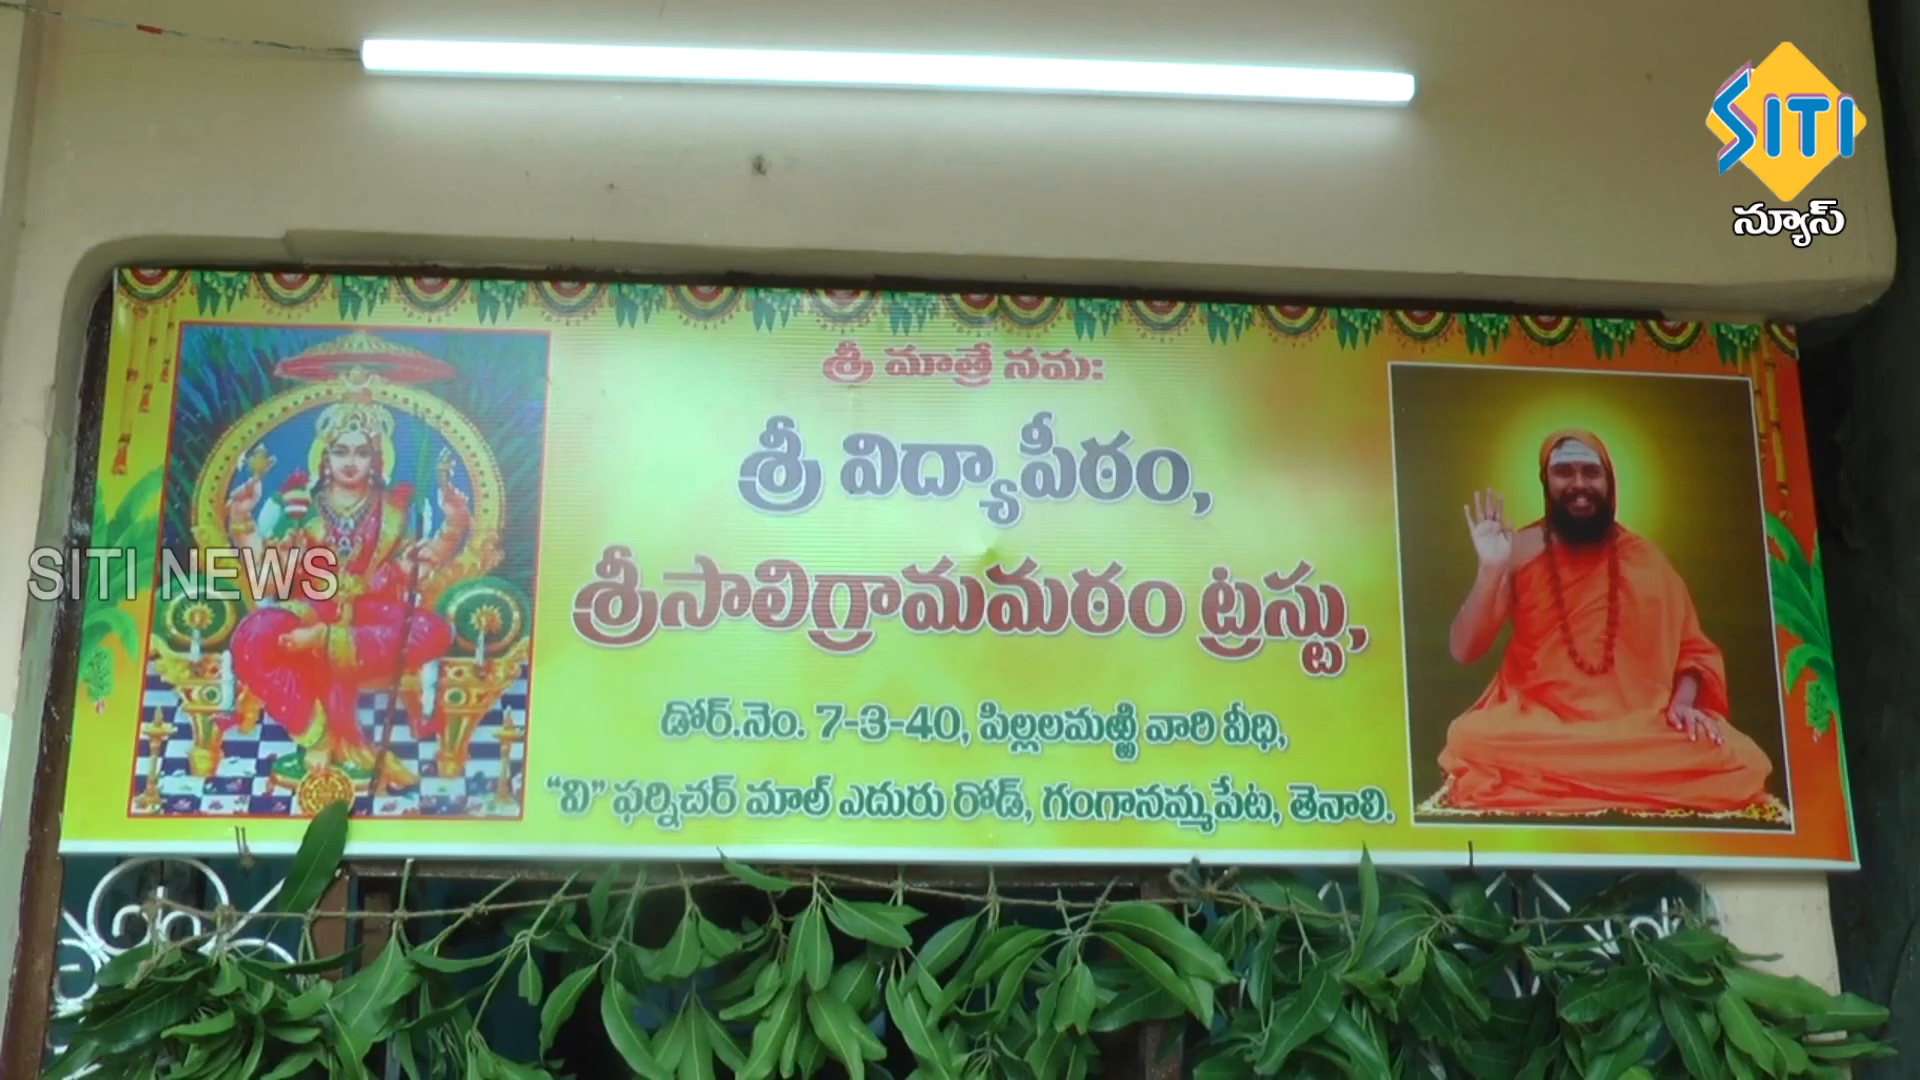 SITI
న్యూస్
శ్రీ మాత్రే నమః
శ్రీ విద్యాపీఠం,
శ్రీసాలిగ్రామమఠం ట్రస్టు,
SITI NEWS
డోర్.నెం. 7-3-40, పిల్లలమఱ్ఱి వారి వీధి,
“వి” ఫర్నిచర్ మాల్ ఎదురు రోడ్, గంగానమ్మపేట, తెనాలి.